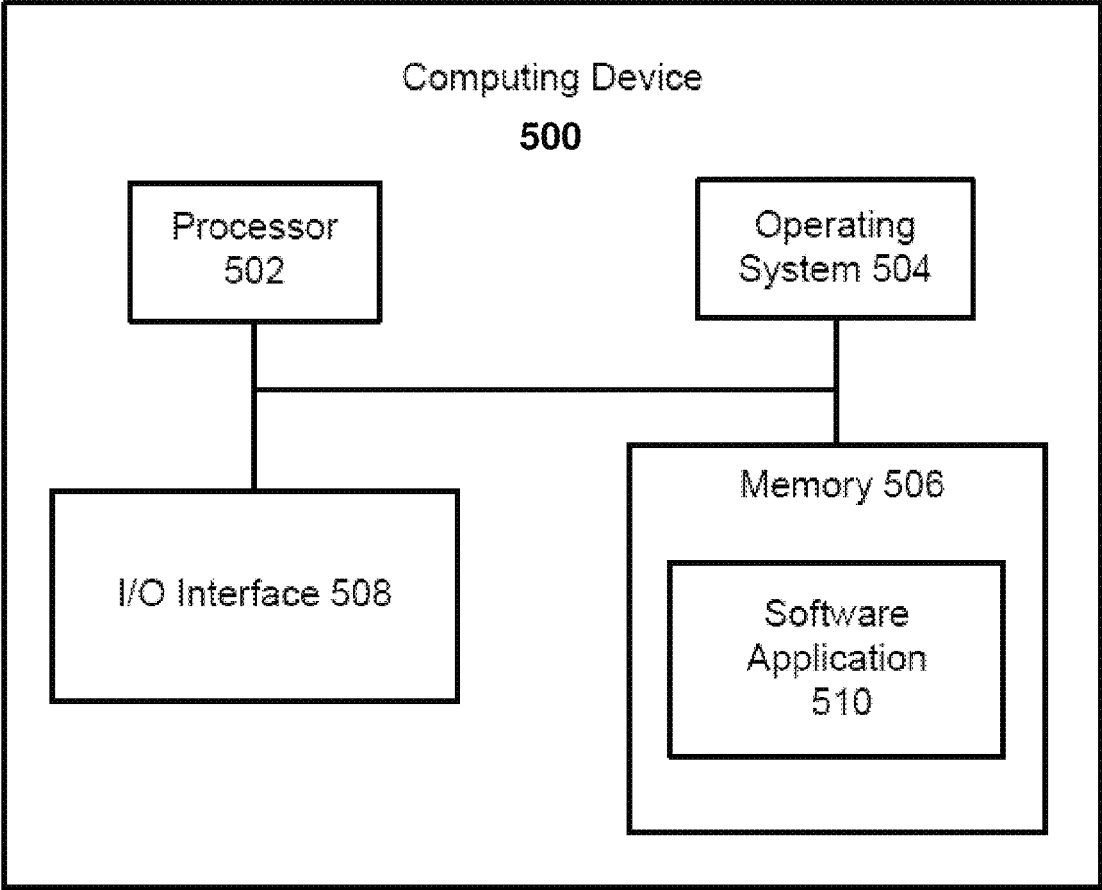 Computing Device
500
Processor
502
Operating
System 504
Memory 506
I/O Interface 508
Software
Application
510